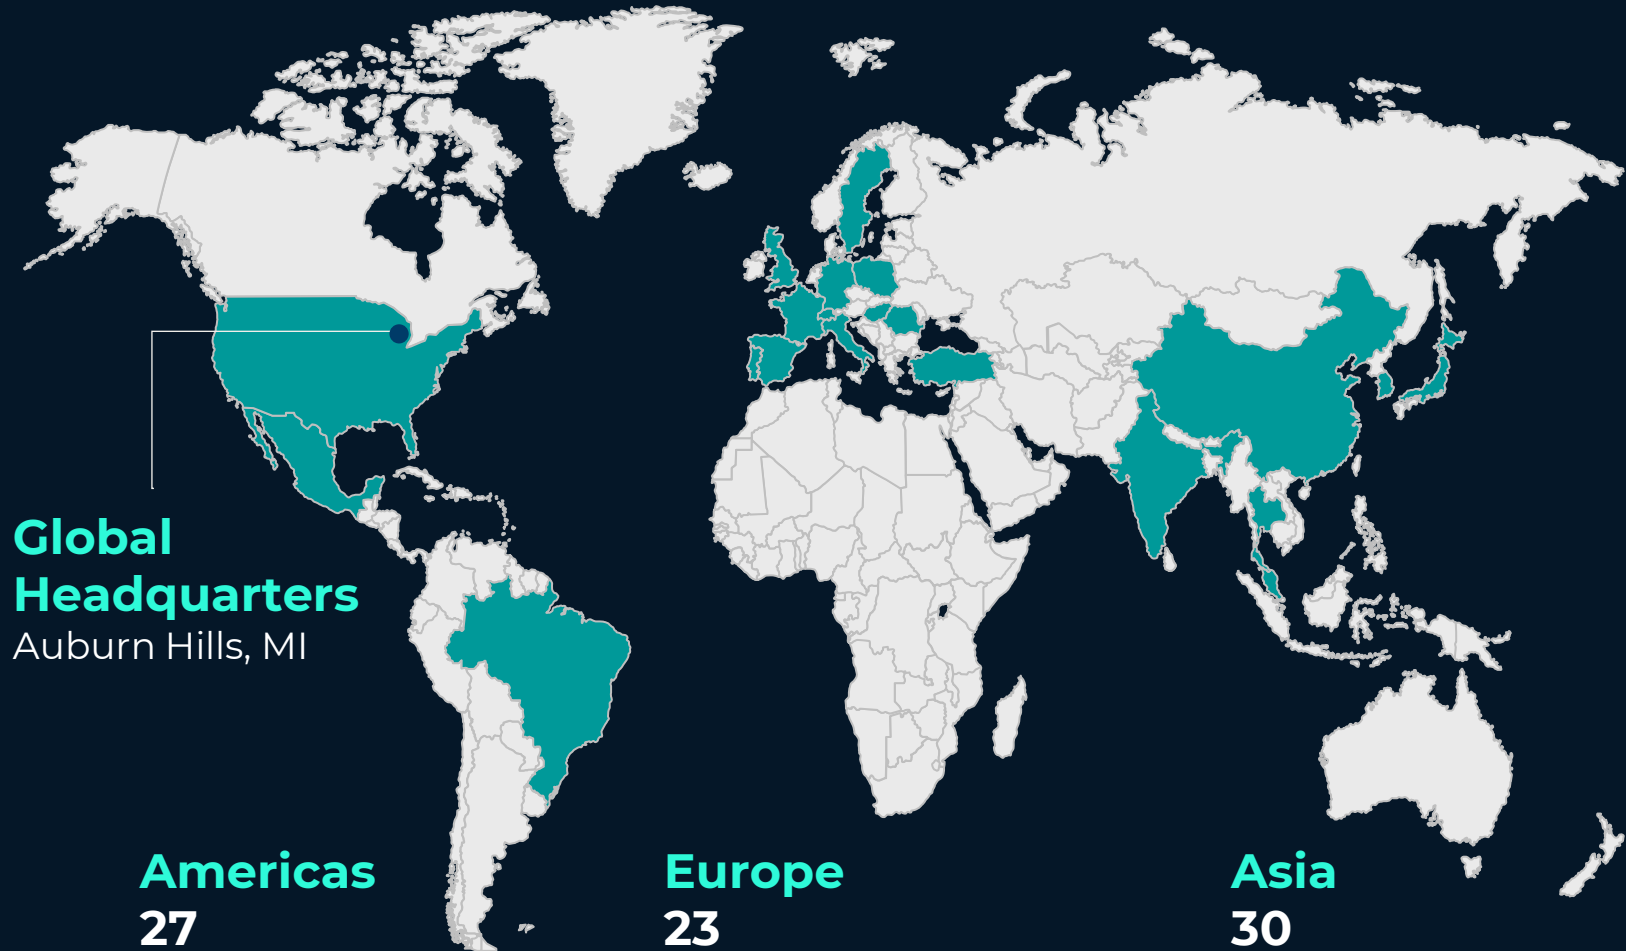 Global
Headquarters
Auburn Hills, MI
Americas
27
Europe
23
Asia
30